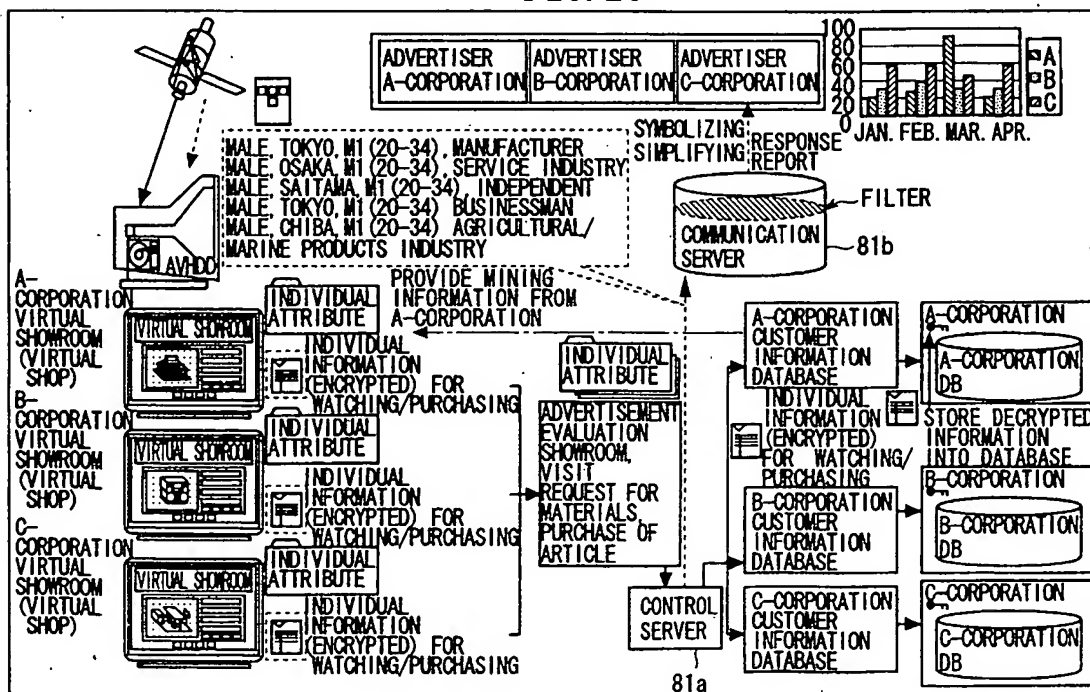 ADVERTISER
A-CORPORATION
ADVERTISER
B-CORPORATION
ADVERTISER
C-CORPORATION
100
80
60
40
20
0
JAN. FEB. MAR. APR.
A
B
C
SYMBOLIZING
SIMPLIFYING
RESPONSE
REPORT
MALE, TOKYO, M1 (20-34), MANUFACTURER
MALE, OSAKA, M1 (20-34), SERVICE INDUSTRY
MALE, SAITAMA, M1 (20-34), INDEPENDENT
MALE, TOKYO, M1 (20-34) BUSINESSMAN
MALE, CHIBA, M1 (20-34) AGRICULTURAL/
MARINE PRODUCTS INDUSTRY
FILTER
COMMUNICATION
SERVER
81b
AVHDD
PROVIDE MINING
INFORMATION FROM
A-CORPORATION
A-
CORPORATION
VIRTUAL
SHOWROOM
(VIRTUAL
SHOP)
VIRTUAL SHOWROOM
INDIVIDUAL
ATTRIBUTE
INDIVIDUAL
INFORMATION
(ENCRYPTED) FOR
WATCHING/PURCHASING
B-
CORPORATION
VIRTUAL
SHOWROOM
(VIRTUAL
SHOP)
VIRTUAL SHOWROOM
INDIVIDUAL
ATTRIBUTE
INDIVIDUAL
INFORMATION
(ENCRYPTED) FOR
WATCHING/PURCHASING
C-
CORPORATION
VIRTUAL
SHOWROOM
(VIRTUAL
SHOP)
VIRTUAL SHOWROOM
INDIVIDUAL
ATTRIBUTE
INDIVIDUAL
INFORMATION
(ENCRYPTED) FOR
WATCHING/PURCHASING
INDIVIDUAL
ATTRIBUTE
ADVERTISEMENT
EVALUATION
SHOWROOM,
VISIT
REQUEST FOR
MATERIALS,
PURCHASE OF
ARTICLE
CONTROL
SERVER
81a
A-CORPORATION
CUSTOMER
INFORMATION
DATABASE
INDIVIDUAL
INFORMATION
(ENCRYPTED)
FOR WATCHING/
PURCHASING
B-CORPORATION
CUSTOMER
INFORMATION
DATABASE
C-CORPORATION
CUSTOMER
INFORMATION
DATABASE
A-CORPORATION
A-CORPORATION
DB
STORE DECRYPTED
INFORMATION
INTO DATABASE
B-CORPORATION
B-CORPORATION
DB
C-CORPORATION
C-CORPORATION
DB